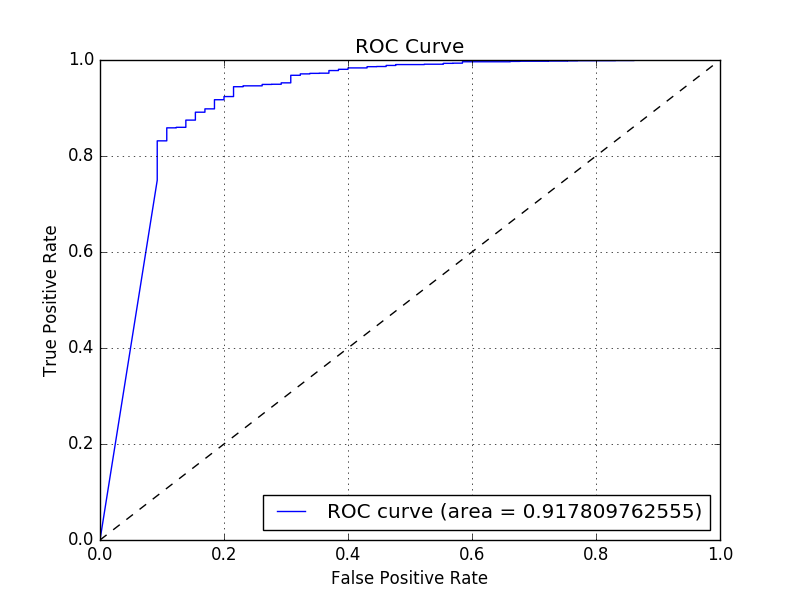 ROC Curve
1.0
0.8
0.6
0.4
0.2
0.0
True Positive Rate
ROC curve (area = 0.917809762555)
0.0 0.2 0.4 0.6 0.8 1.0
False Positive Rate